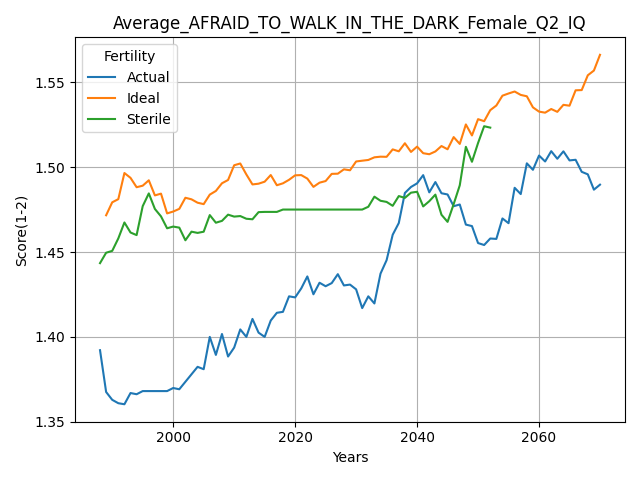 Average_AFRAID_TO_WALK_IN_THE_DARK_Female_Q2_IQ
Fertility
Actual
Ideal
Sterile
1.55
1.50
1.45
1.40
1.35
Score(1-2)
2000
2020
2040
2060
Years